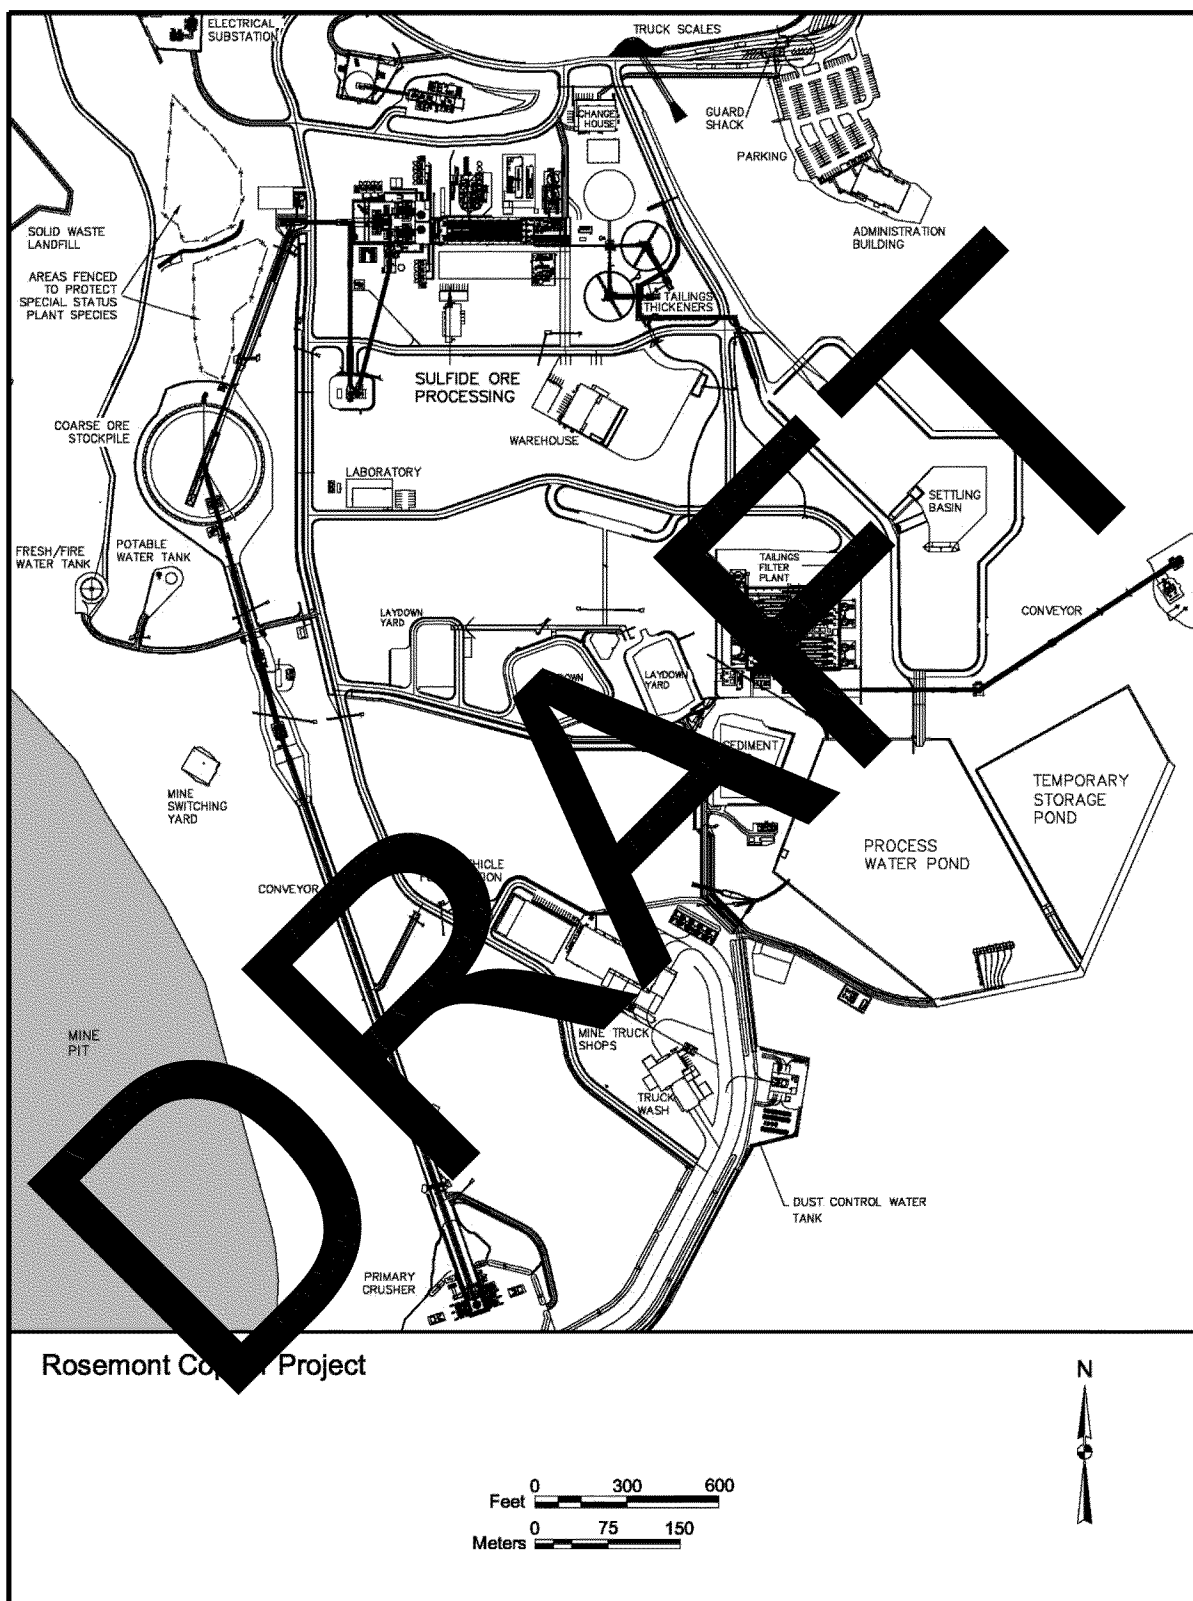 ELECTRICAL
SUBSTATION
TRUCK SCALES
CHANGE
HOUSE
GUARD
SHACK
PARKING
ADMINISTRATION
BUILDING
SOLID WASTE
LANDFILL
AREAS FENCED
TO PROTECT
SPECIAL STATUS
PLANT SPECIES
TAILINGS
THICKENERS
SULFIDE ORE
PROCESSING
COARSE ORE
STOCKPILE
WAREHOUSE
LABORATORY
SETTLING
BASIN
FRESH/FIRE
WATER TANK
POTABLE
WATER TANK
TAILINGS
FILTER
PLANT
CONVEYOR
LAYDOWN
YARD
LAYDOWN
YARD
SEDIMENT
MINE
SWITCHING
YARD
TEMPORARY
STORAGE
POND
PROCESS
WATER POND
CONVEYOR
MINE
PIT
MINE TRUCK
SHOPS
TRUCK
WASH
DUST CONTROL WATER
TANK
PRIMARY
CRUSHER
DRAFT
Rosemont Project
N
0 300 600
Feet
0 75 150
Meters